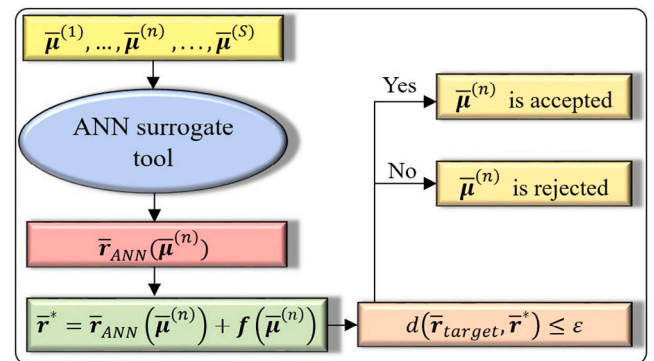 μ̅⁽¹⁾, …, μ̅⁽ⁿ⁾, . . . , μ̅⁽ˢ⁾
ANN surrogate
tool
r̅_ANN(μ̅⁽ⁿ⁾)
r̅* = r̅_ANN(μ̅⁽ⁿ⁾) + f(μ̅⁽ⁿ⁾)
d(r̅_target, r̅*) ≤ ε
Yes
μ̅⁽ⁿ⁾ is accepted
No
μ̅⁽ⁿ⁾ is rejected